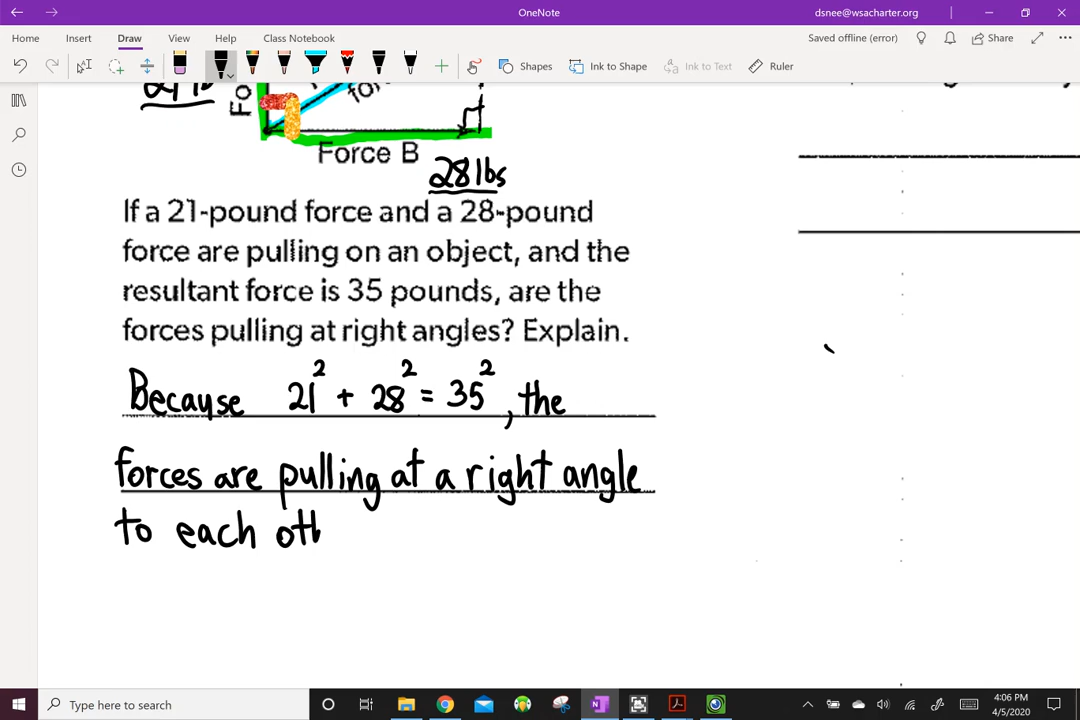 OneNote
dsnee@wsacharter.org
Home Insert Draw View Help Class Notebook
Saved offline (error) Share
Shapes Ink to Shape Ink to Text Ruler
Fo
for
Force B
28 lbs
If a 21-pound force and a 28-pound
force are pulling on an object, and the
resultant force is 35 pounds, are the
forces pulling at right angles? Explain.
Because 21² + 28² = 35², the
forces are pulling at a right angle
to each oth
Type here to search
4:06 PM
4/5/2020